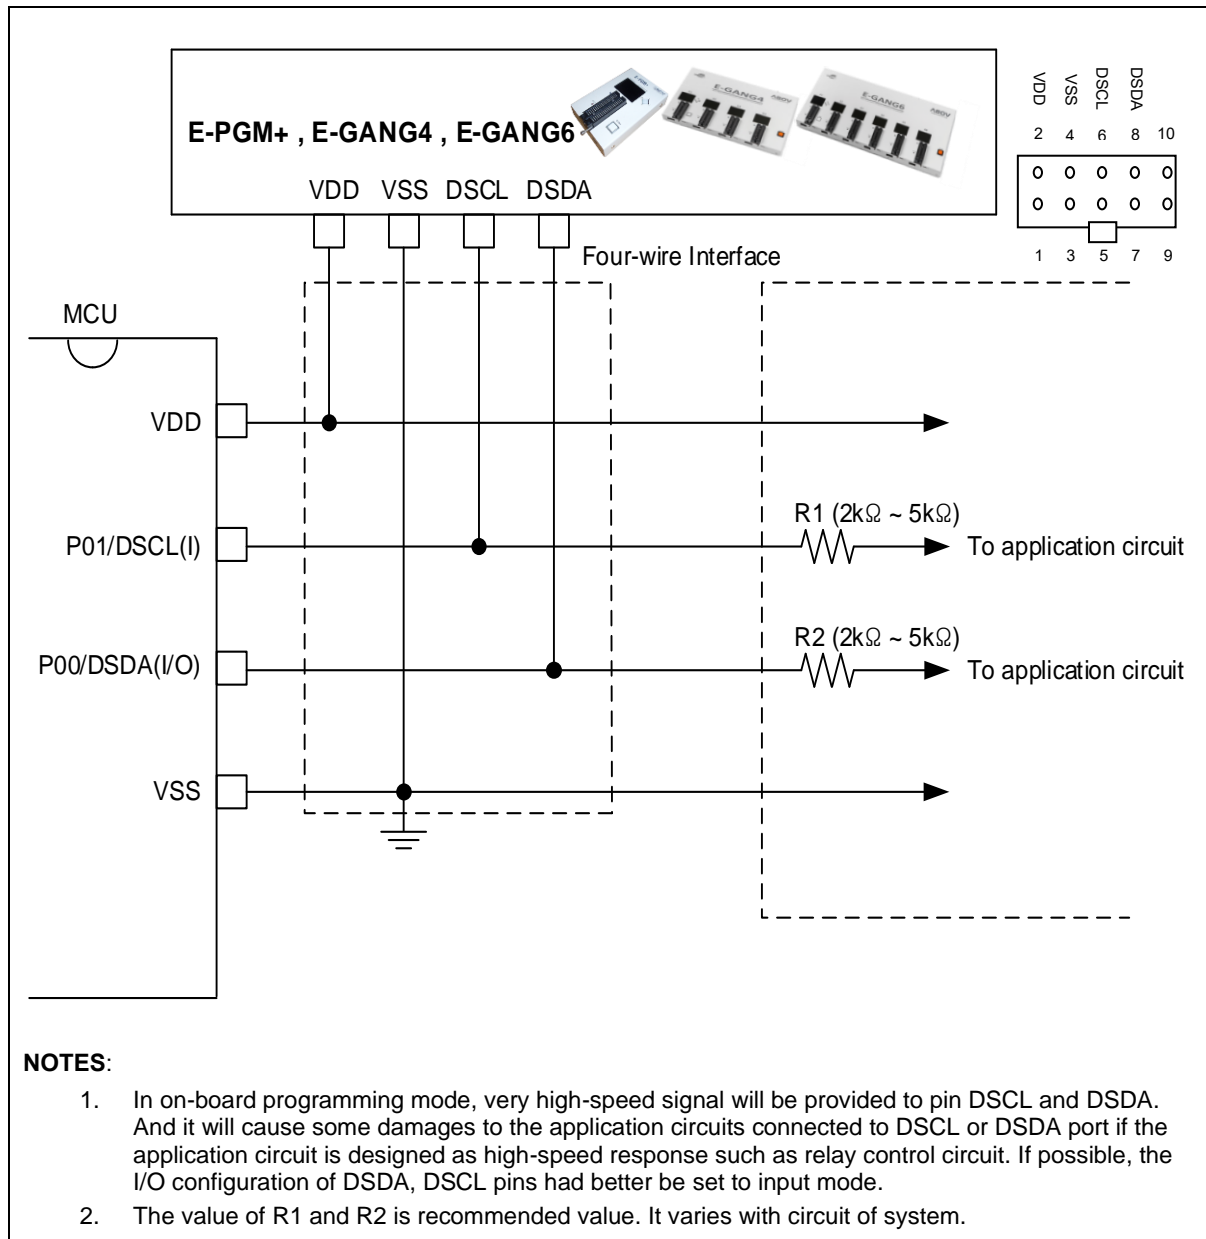 E-PGM+ , E-GANG4 , E-GANG6
E-PGM+
E-GANG4
E-GANG6
VDD VSS DSCL DSDA
VDD VSS DSCL DSDA
2 4 6 8 10
1 3 5 7 9
Four-wire Interface
MCU
VDD
P01/DSCL(I)
R1 (2kΩ ~ 5kΩ)
To application circuit
P00/DSDA(I/O)
R2 (2kΩ ~ 5kΩ)
To application circuit
VSS
NOTES:
1. In on-board programming mode, very high-speed signal will be provided to pin DSCL and DSDA.
And it will cause some damages to the application circuits connected to DSCL or DSDA port if the
application circuit is designed as high-speed response such as relay control circuit. If possible, the
I/O configuration of DSDA, DSCL pins had better be set to input mode.
2. The value of R1 and R2 is recommended value. It varies with circuit of system.